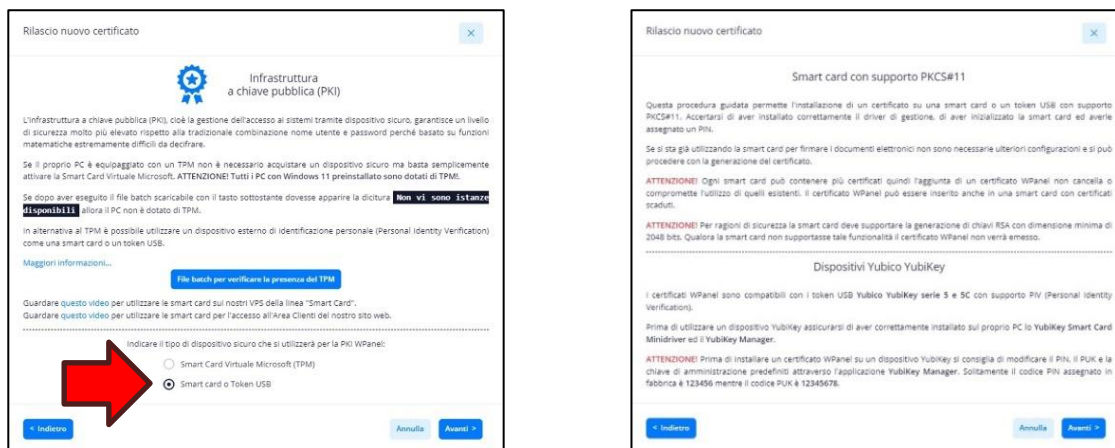 Rilascio nuovo certificato
×
Infrastruttura
a chiave pubblica (PKI)
L'infrastruttura a chiave pubblica (PKI), cioè la gestione dell'accesso ai sistemi tramite dispositivo sicuro, garantisce un livello
di sicurezza molto più elevato rispetto alla tradizionale combinazione nome utente e password perché basato su funzioni
matematiche estremamente difficili da decifrare.
Se il proprio PC è equipaggiato con un TPM non è necessario acquistare un dispositivo sicuro ma basta semplicemente
attivare la Smart Card Virtuale Microsoft. ATTENZIONE! Tutti i PC con Windows 11 preinstallato sono dotati di TPM!.
Se dopo aver eseguito il file batch scaricabile con il tasto sottostante dovesse apparire la dicitura Non vi sono istanze
disponibili allora il PC non è dotato di TPM.
In alternativa al TPM è possibile utilizzare un dispositivo esterno di identificazione personale (Personal Identity Verification)
come una smart card o un token USB.
Maggiori informazioni...
File batch per verificare la presenza del TPM
Guardare questo video per utilizzare le smart card sui nostri VPS della linea "Smart Card".
Guardare questo video per utilizzare le smart card per l'accesso all'Area Clienti del nostro sito web.
Indicare il tipo di dispositivo sicuro che si utilizzerà per la PKI WPanel:
Smart Card Virtuale Microsoft (TPM)
Smart card o Token USB
< Indietro
Annulla
Avanti >
Rilascio nuovo certificato
×
Smart card con supporto PKCS#11
Questa procedura guidata permette l'installazione di un certificato su una smart card o un token USB con supporto
PKCS#11. Accertarsi di aver installato correttamente il driver di gestione, di aver inizializzato la smart card ed averle
assegnato un PIN.
Se si sta già utilizzando la smart card per firmare i documenti elettronici non sono necessarie ulteriori configurazioni e si può
procedere con la generazione del certificato.
ATTENZIONE! Ogni smart card può contenere più certificati quindi l'aggiunta di un certificato WPanel non cancella o
compromette l'utilizzo di quelli esistenti. Il certificato WPanel può essere inserito anche in una smart card con certificati
scaduti.
ATTENZIONE! Per ragioni di sicurezza la smart card deve supportare la generazione di chiavi RSA con dimensione minima di
2048 bits. Qualora la smart card non supportasse tale funzionalità il certificato WPanel non verrà emesso.
Dispositivi Yubico YubiKey
I certificati WPanel sono compatibili con i token USB Yubico YubiKey serie 5 e 5C con supporto PIV (Personal Identity
Verification).
Prima di utilizzare un dispositivo YubiKey assicurarsi di aver correttamente installato sul proprio PC lo YubiKey Smart Card
Minidriver ed il YubiKey Manager.
ATTENZIONE! Prima di installare un certificato WPanel su un dispositivo YubiKey si consiglia di modificare il PIN, il PUK e la
chiave di amministrazione predefiniti attraverso l'applicazione YubiKey Manager. Solitamente il codice PIN assegnato in
fabbrica è 123456 mentre il codice PUK è 12345678.
< Indietro
Annulla
Avanti >